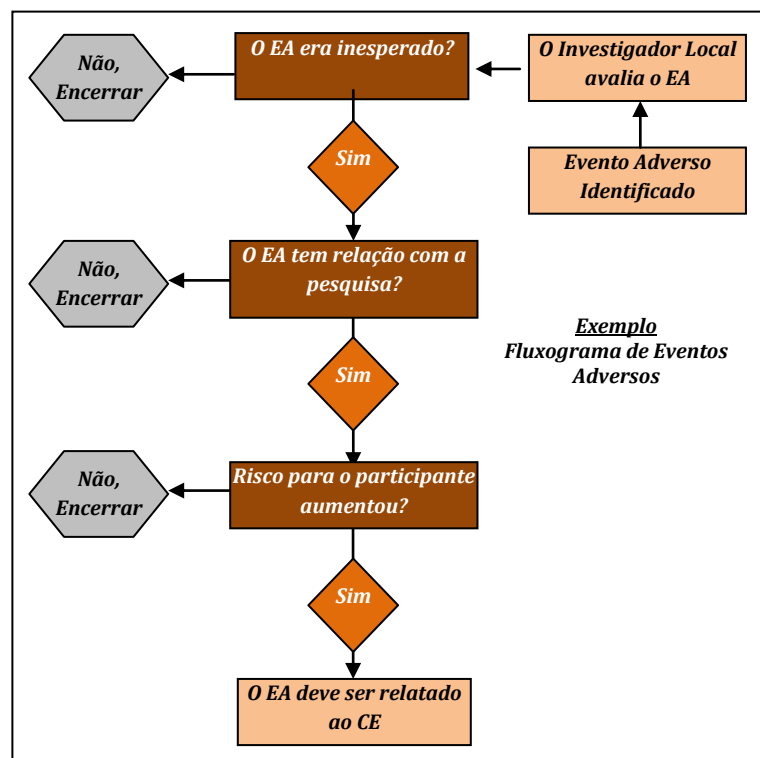 O EA era inesperado?
Não,
Encerrar
O Investigador Local
avalia o EA
Evento Adverso
Identificado
Sim
O EA tem relação com a
pesquisa?
Não,
Encerrar
Exemplo
Fluxograma de Eventos
Adversos
Sim
Risco para o participante
aumentou?
Não,
Encerrar
Sim
O EA deve ser relatado
ao CE